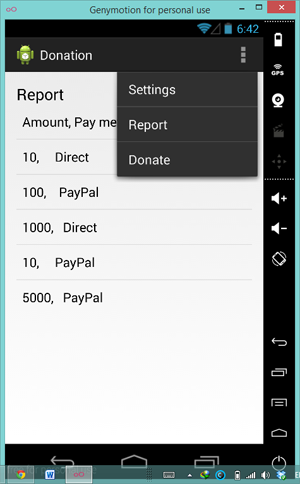 Genymotion for personal use
6:42
Donation
Settings
Report
Donate
Report
Amount, Pay me
10, Direct
100, PayPal
1000, Direct
10, PayPal
5000, PayPal
GPS